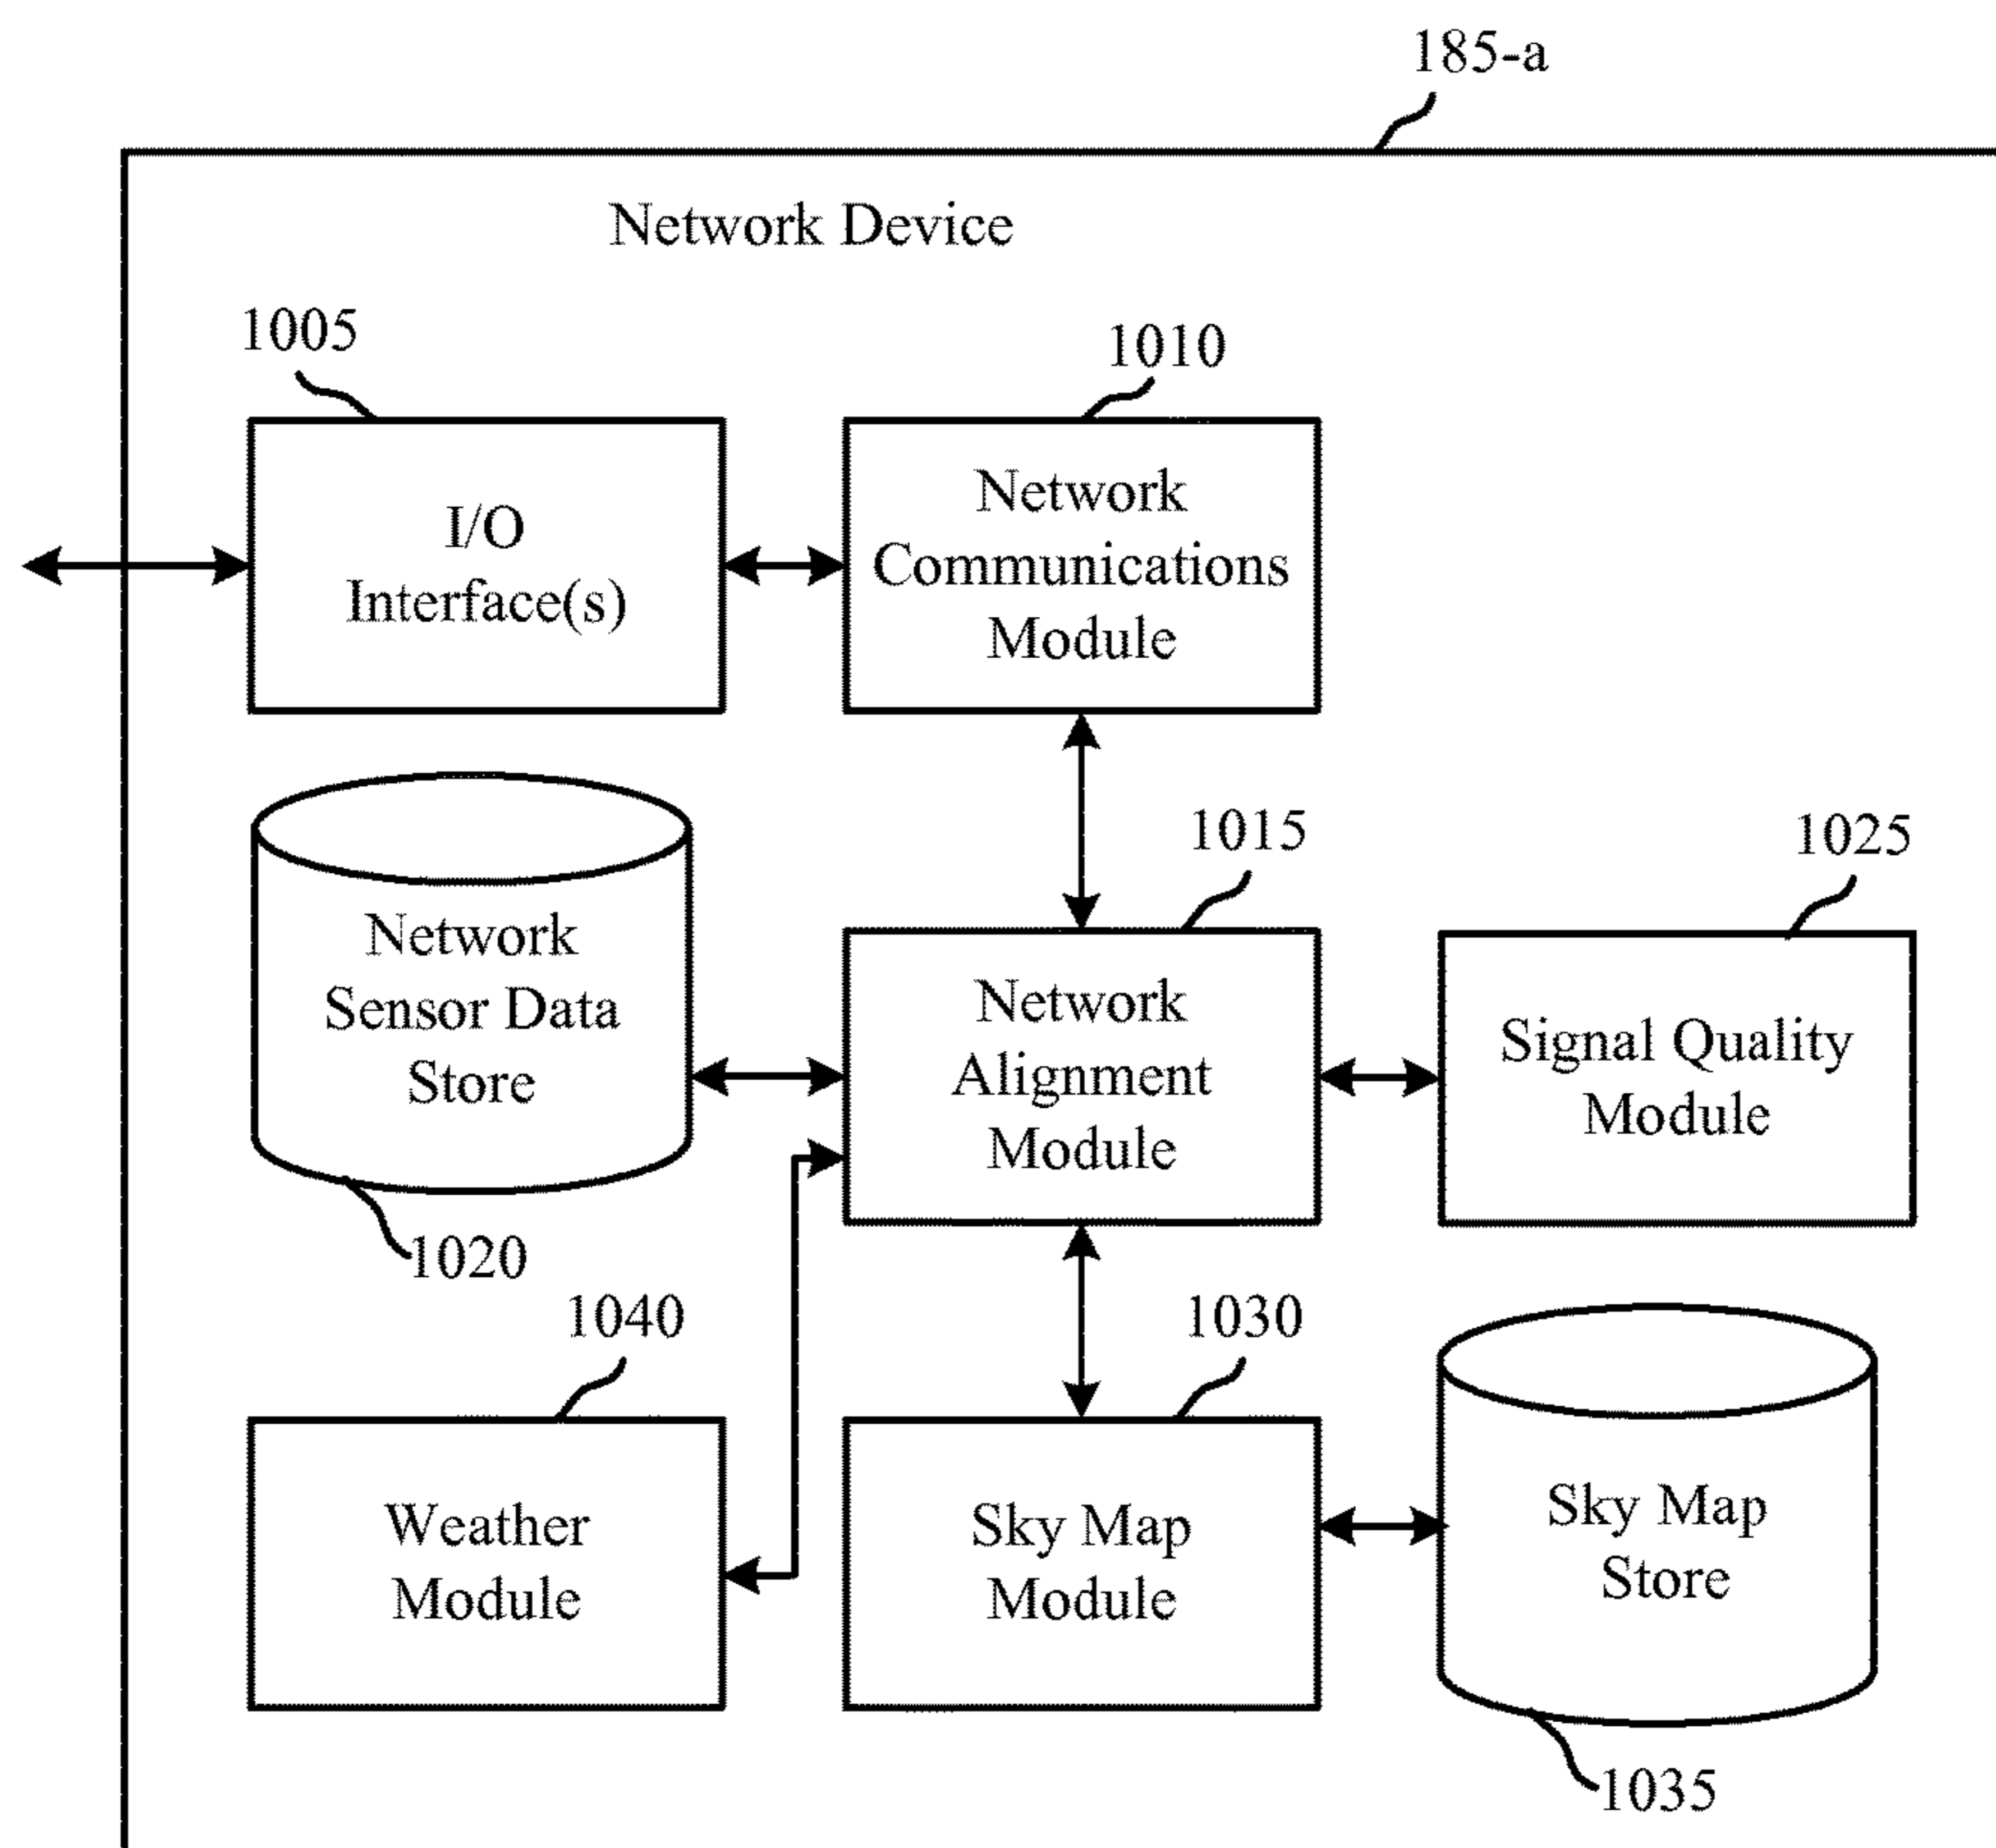 185-a
Network Device
1005
1010
I/O
Interface(s)
Network
Communications
Module
1015
1025
Network
Sensor Data
Store
Network
Alignment
Module
Signal Quality
Module
1020
1040
1030
Weather
Module
Sky Map
Module
Sky Map
Store
1035